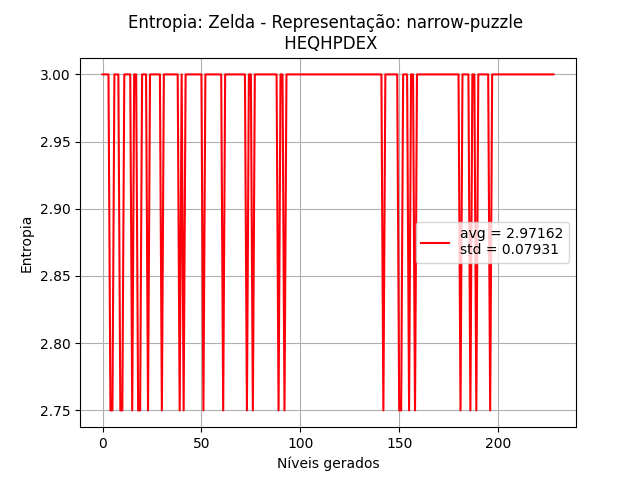 Entropia: Zelda - Representação: narrow-puzzle
HEQHPDEX
3.00
2.95
2.90
2.85
2.80
2.75
Entropia
avg = 2.97162
std = 0.07931
0
50
100
150
200
Níveis gerados